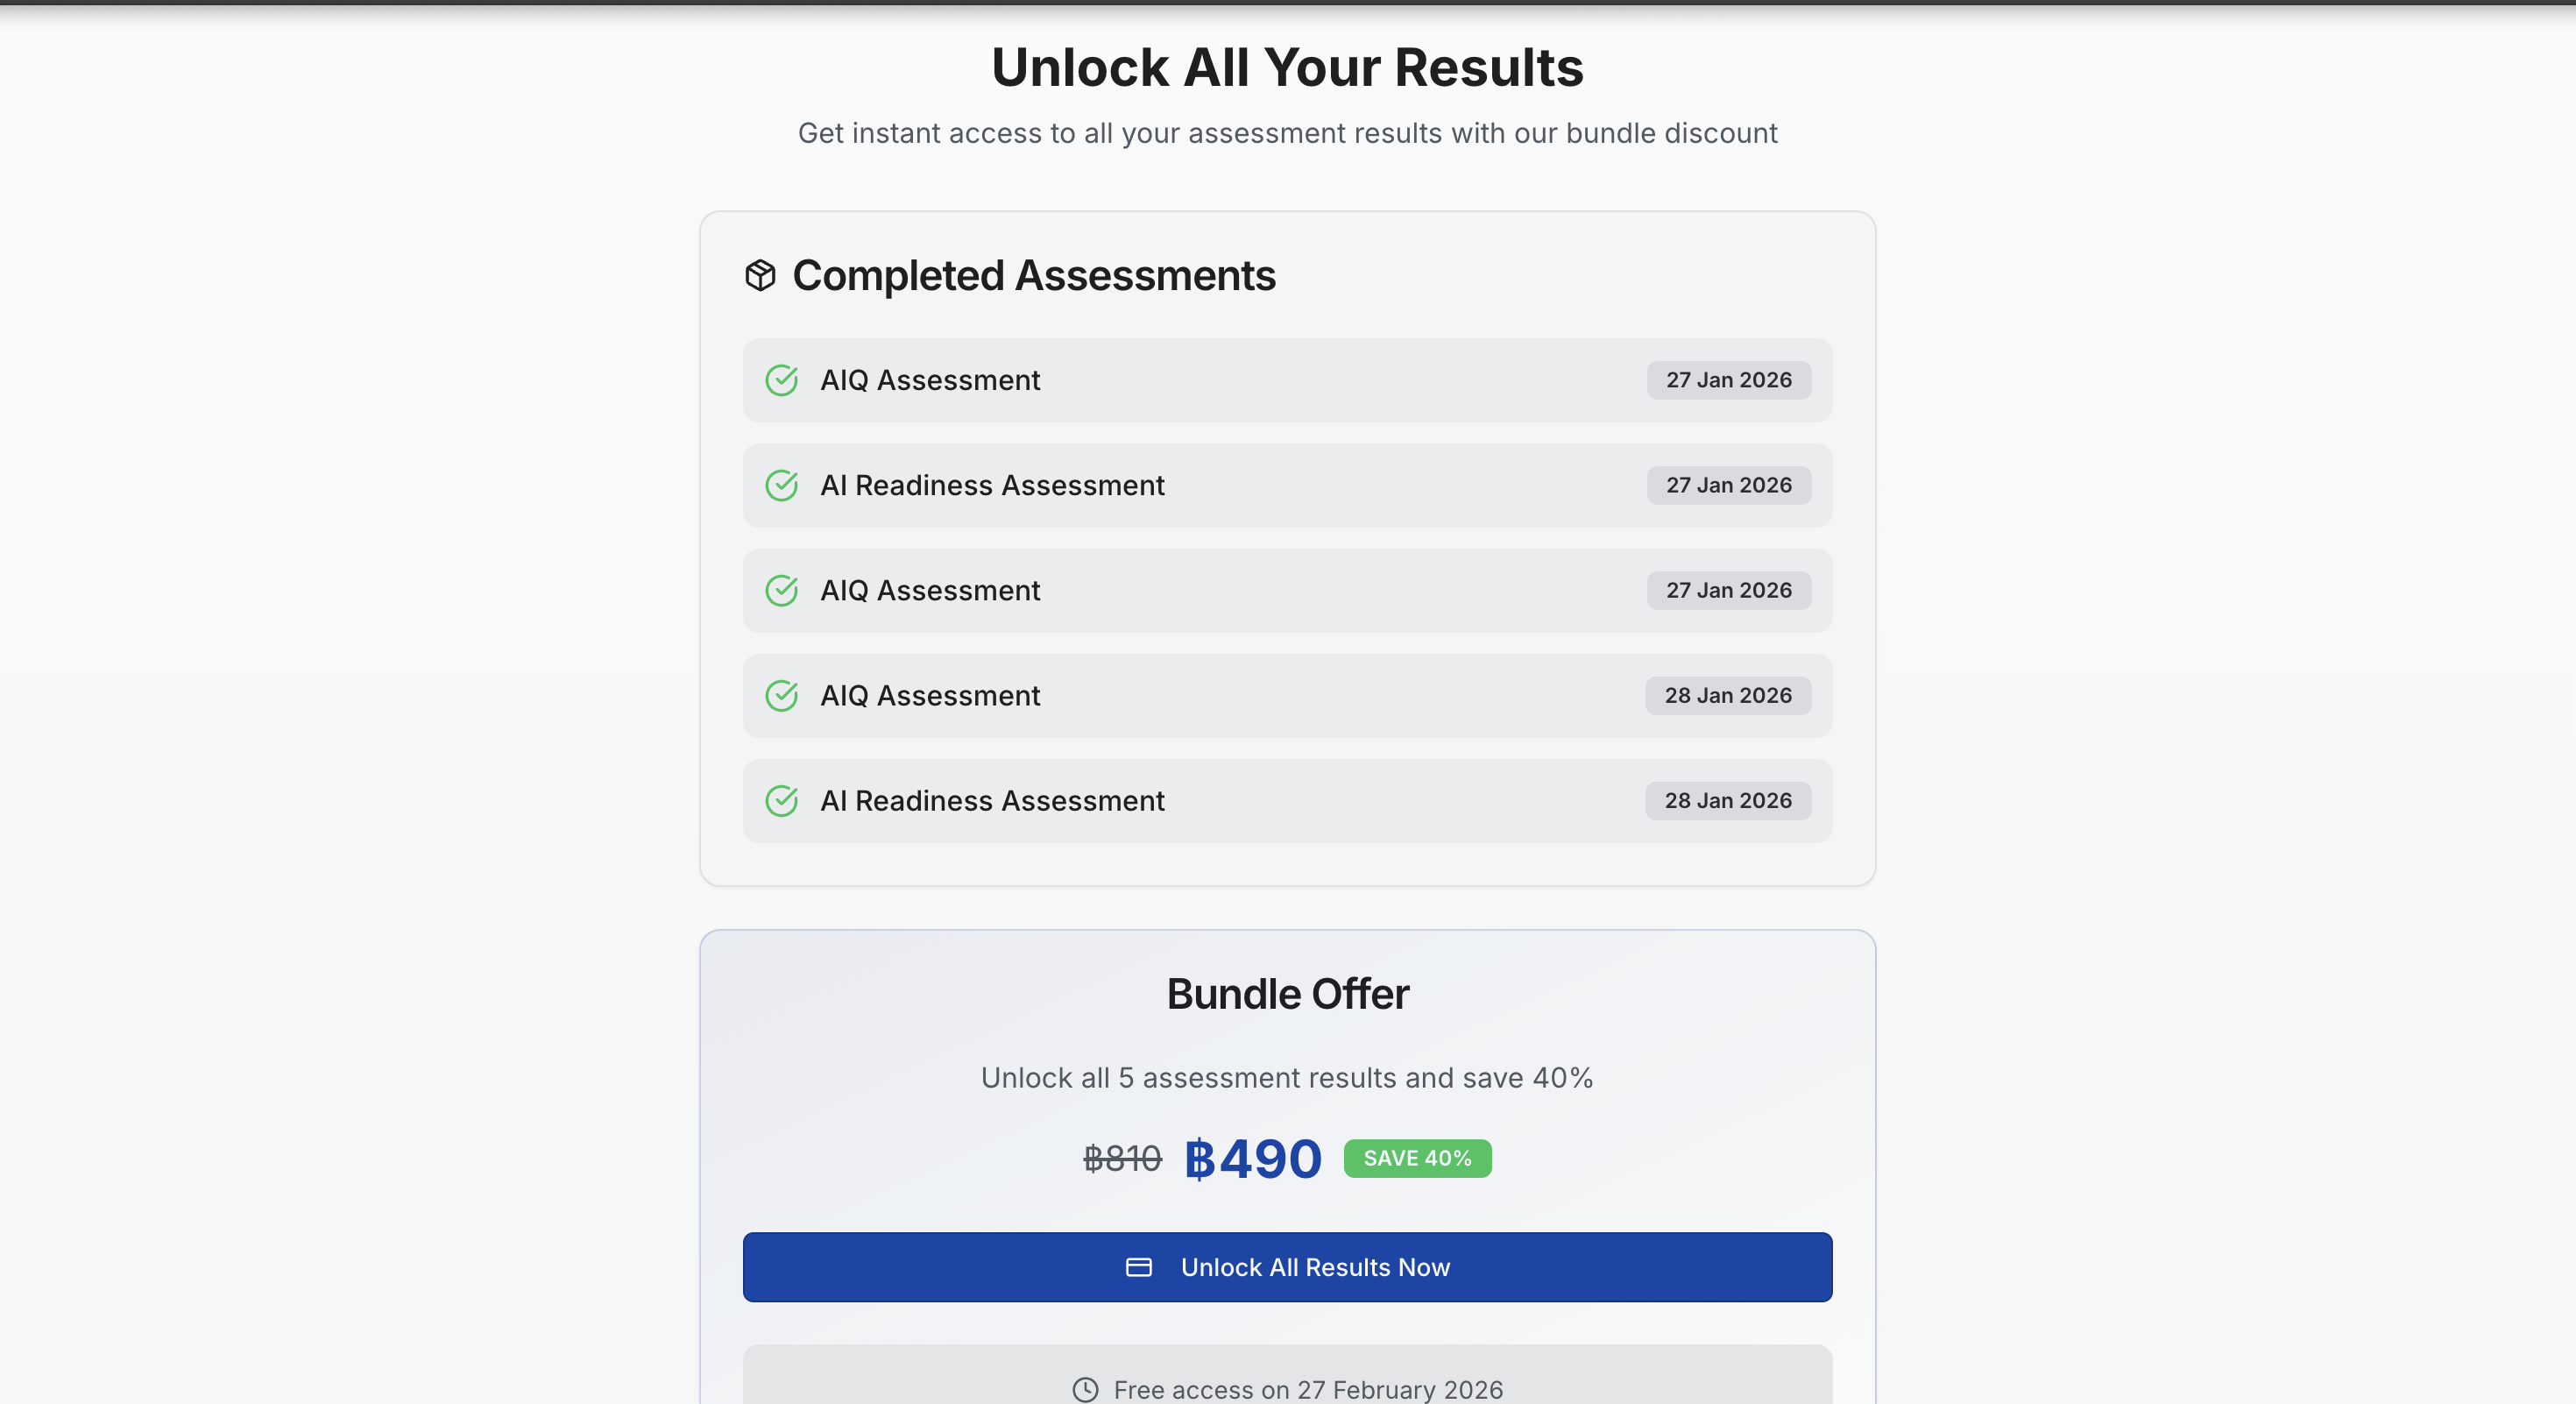 Unlock All Your Results
Get instant access to all your assessment results with our bundle discount
Completed Assessments
AIQ Assessment 27 Jan 2026
AI Readiness Assessment 27 Jan 2026
AIQ Assessment 27 Jan 2026
AIQ Assessment 28 Jan 2026
AI Readiness Assessment 28 Jan 2026
Bundle Offer
Unlock all 5 assessment results and save 40%
฿810 ฿490 SAVE 40%
Unlock All Results Now
Free access on 27 February 2026